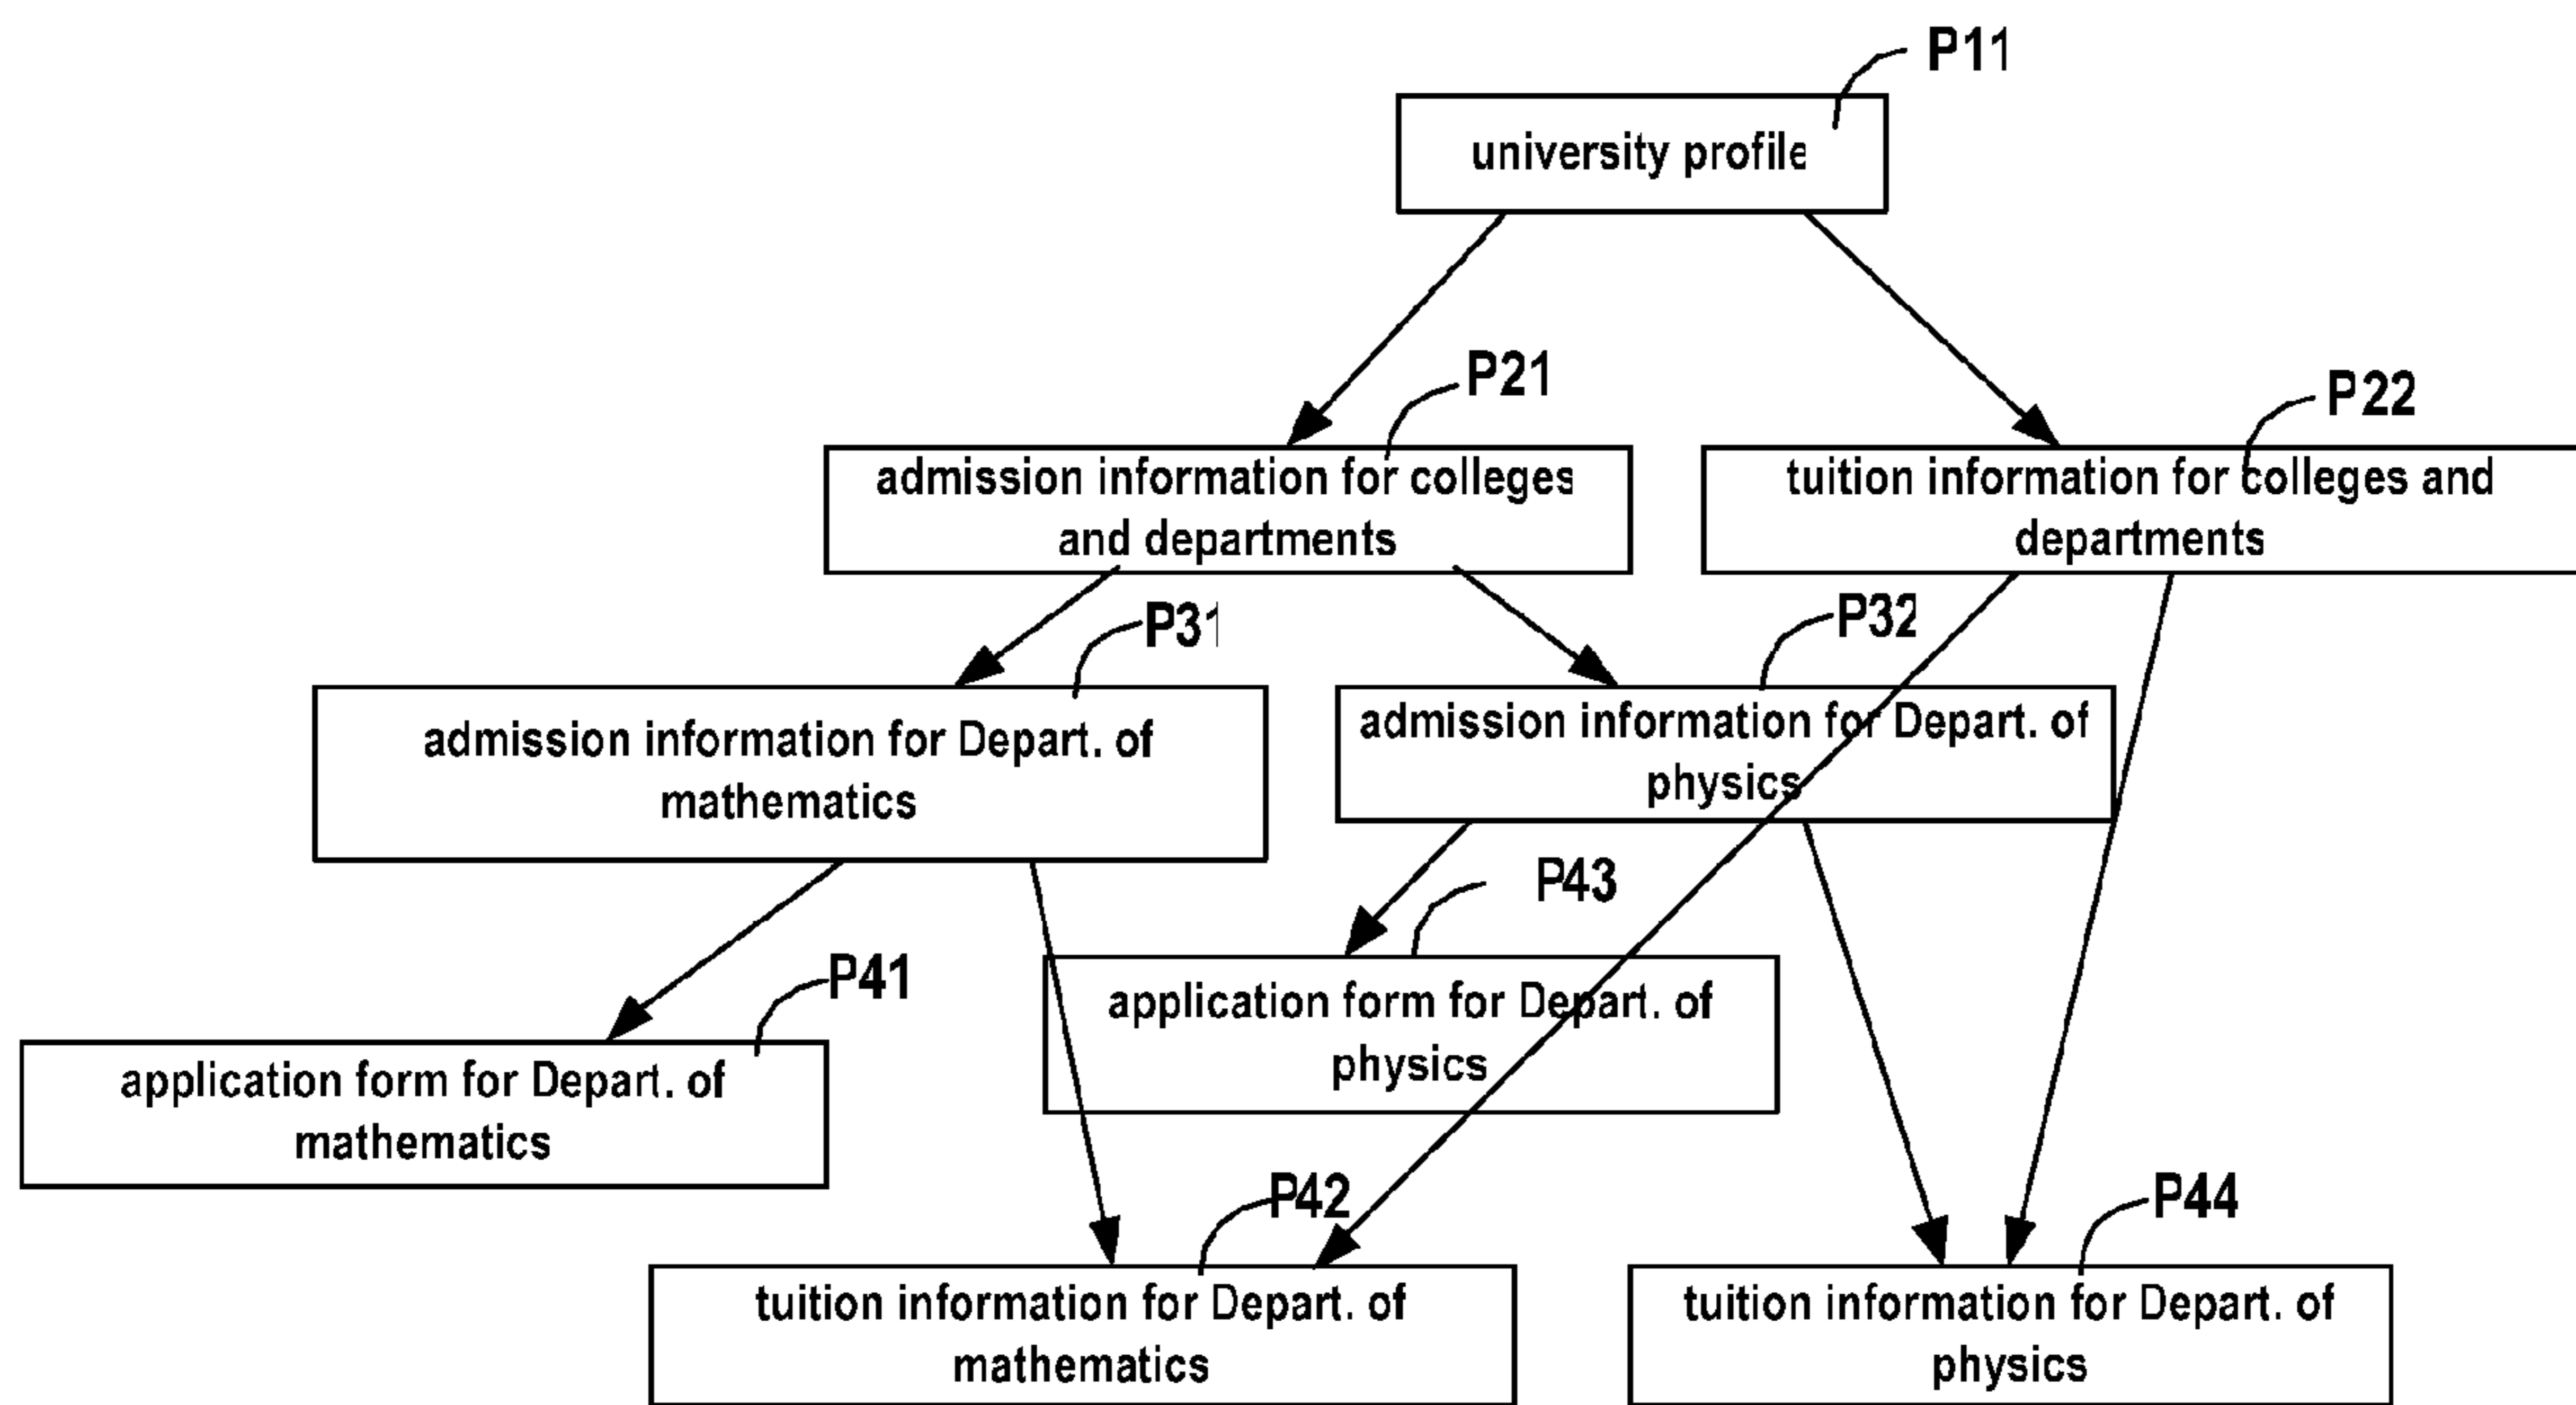 P11
university profile
P21
P22
admission information for colleges
and departments
tuition information for colleges and
departments
P31
P32
admission information for Depart. of
mathematics
admission information for Depart. of
physics
P43
P41
application form for Depart. of
physics
application form for Depart. of
mathematics
P42
P44
tuition information for Depart. of
mathematics
tuition information for Depart. of
physics